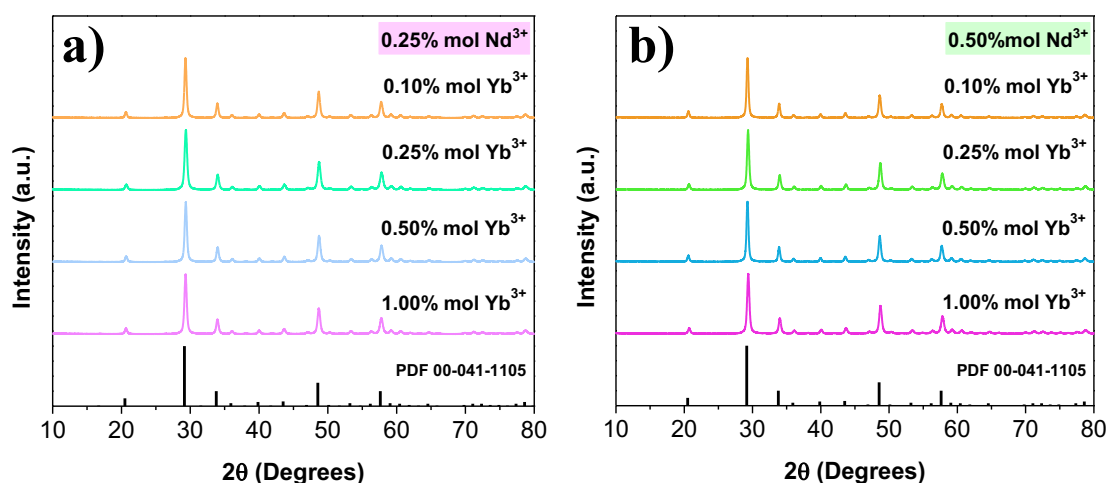 a)
0.25% mol Nd³⁺
0.10% mol Yb³⁺
0.25% mol Yb³⁺
0.50% mol Yb³⁺
1.00% mol Yb³⁺
PDF 00-041-1105
Intensity (a.u.)
10 20 30 40 50 60 70 80
2θ (Degrees)
b)
0.50%mol Nd³⁺
0.10% mol Yb³⁺
0.25% mol Yb³⁺
0.50% mol Yb³⁺
1.00% mol Yb³⁺
PDF 00-041-1105
Intensity (a.u.)
10 20 30 40 50 60 70 80
2θ (Degrees)